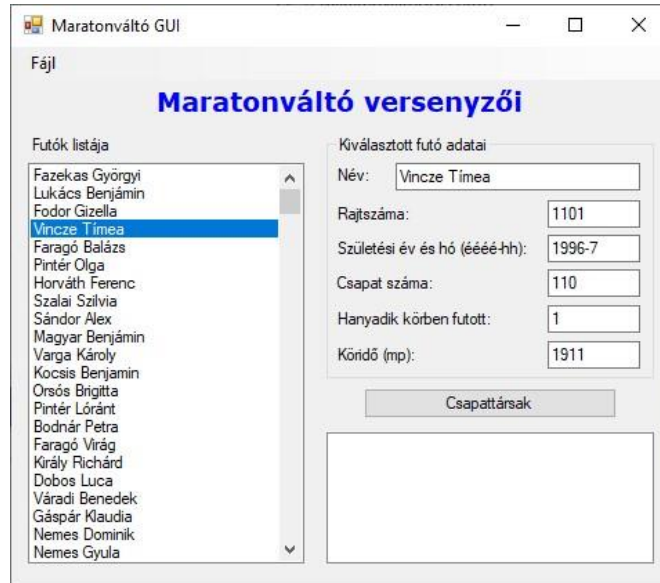 Maratonváltó GUI
Fájl
Maratonváltó versenyzői
Futók listája
Fazekas Györgyi
Lukács Benjámin
Fodor Gizella
Vincze Tímea
Faragó Balázs
Pintér Olga
Horváth Ferenc
Szalai Szilvia
Sándor Alex
Magyar Benjámin
Varga Károly
Kocsis Benjamin
Orsós Brigitta
Pintér Lóránt
Bodnár Petra
Faragó Virág
Király Richárd
Dobos Luca
Váradi Benedek
Gáspár Klaudia
Nemes Dominik
Nemes Gyula
Kiválasztott futó adatai
Név: Vincze Tímea
Rajtszáma: 1101
Születési év és hó (éééé-hh): 1996-7
Csapat száma: 110
Hanyadik körben futott: 1
Köridő (mp): 1911
Csapattársak